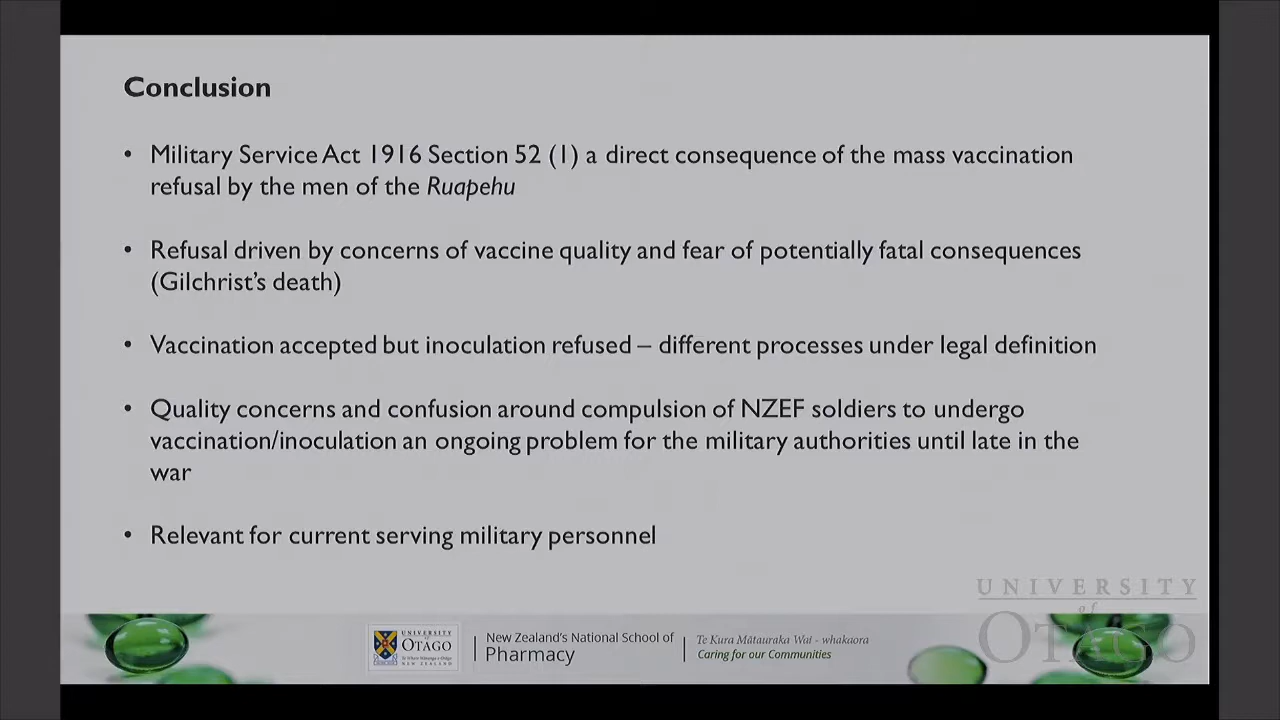 Conclusion
• Military Service Act 1916 Section 52 (1) a direct consequence of the mass vaccination
refusal by the men of the Ruapehu
• Refusal driven by concerns of vaccine quality and fear of potentially fatal consequences
(Gilchrist's death)
• Vaccination accepted but inoculation refused – different processes under legal definition
• Quality concerns and confusion around compulsion of NZEF soldiers to undergo
vaccination/inoculation an ongoing problem for the military authorities until late in the
war
• Relevant for current serving military personnel
UNIVERSITY
of
OTAGO
UNIVERSITY
OTAGO
Te Whare Wānanga o Otāgo
NEW ZEALAND
New Zealand's National School of
Pharmacy
Te Kura Mātauraka Wai - whakaora
Caring for our Communities